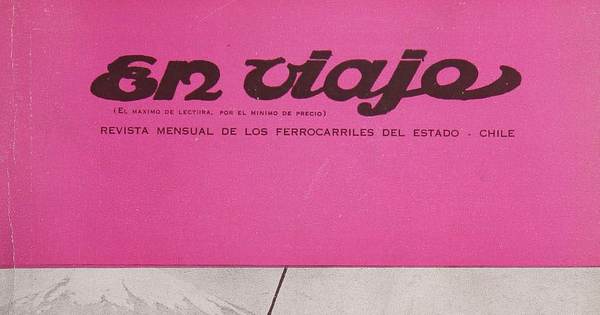 En viaje
(EL MAXIMO DE LECTURA, POR EL MINIMO DE PRECIO)
REVISTA MENSUAL DE LOS FERROCARRILES DEL ESTADO - CHILE